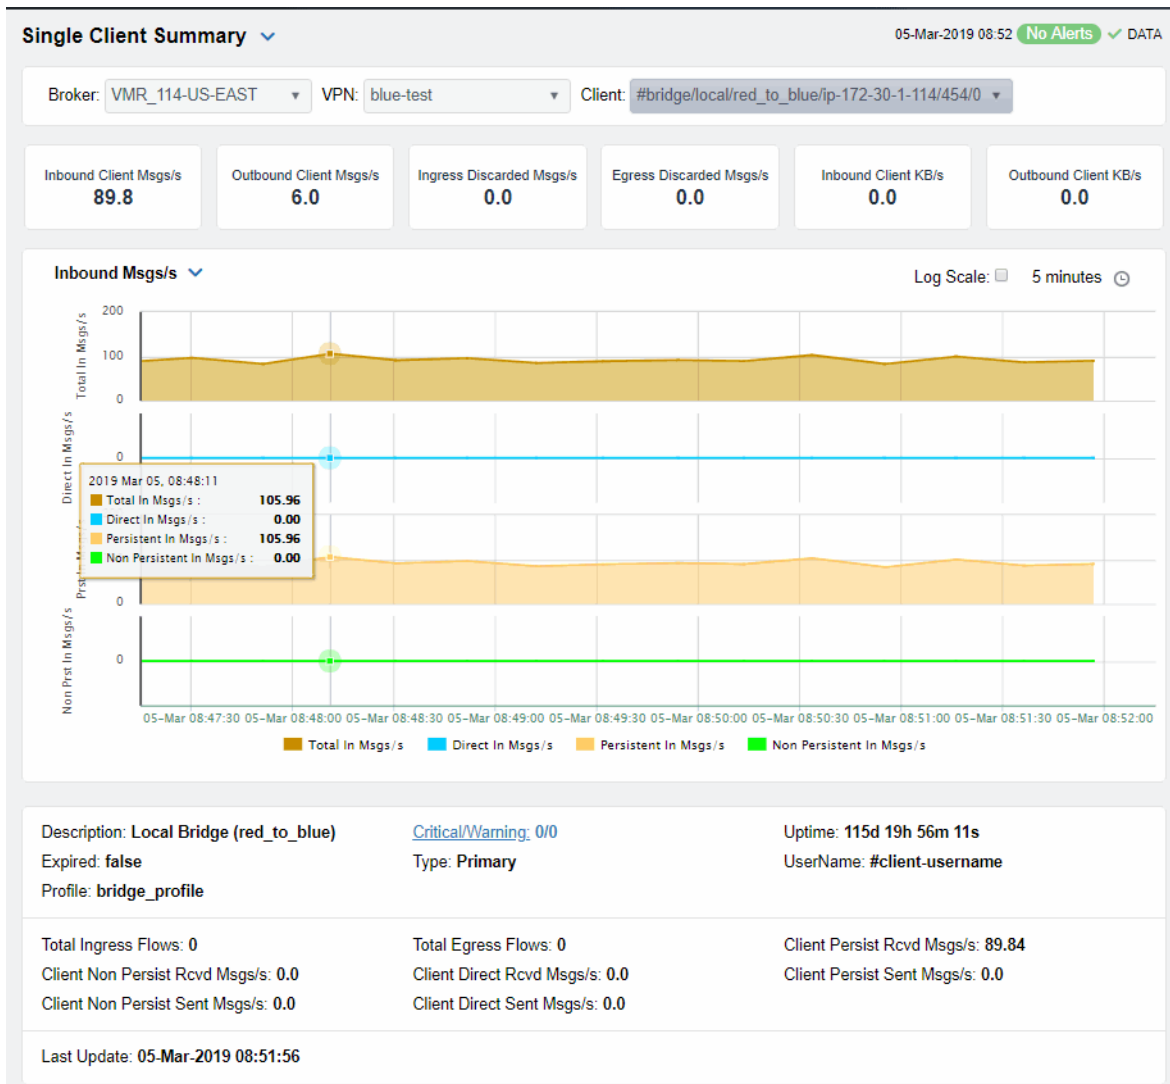 Single Client Summary
05-Mar-2019 08:52 No Alerts DATA
Broker: VMR_114-US-EAST VPN: blue-test Client: #bridge/local/red_to_blue/ip-172-30-1-114/454/0
Inbound Client Msgs/s Outbound Client Msgs/s Ingress Discarded Msgs/s Egress Discarded Msgs/s Inbound Client KB/s Outbound Client KB/s
89.8 6.0 0.0 0.0 0.0 0.0
Inbound Msgs/s Log Scale: 5 minutes
Total In Msgs/s
200
100
0
Direct In Msgs/s
0
2019 Mar 05, 08:48:11
Total In Msgs/s : 105.96
Direct In Msgs/s : 0.00
Persistent In Msgs/s : 105.96
Non Persistent In Msgs/s : 0.00
0
Non Prst In Msgs/s
0
05-Mar 08:47:30 05-Mar 08:48:00 05-Mar 08:48:30 05-Mar 08:49:00 05-Mar 08:49:30 05-Mar 08:50:00 05-Mar 08:50:30 05-Mar 08:51:00 05-Mar 08:51:30 05-Mar 08:52:00
Total In Msgs/s Direct In Msgs/s Persistent In Msgs/s Non Persistent In Msgs/s
Description: Local Bridge (red_to_blue) Critical/Warning: 0/0 Uptime: 115d 19h 56m 11s
Expired: false Type: Primary UserName: #client-username
Profile: bridge_profile
Total Ingress Flows: 0 Total Egress Flows: 0 Client Persist Rcvd Msgs/s: 89.84
Client Non Persist Rcvd Msgs/s: 0.0 Client Direct Rcvd Msgs/s: 0.0 Client Persist Sent Msgs/s: 0.0
Client Non Persist Sent Msgs/s: 0.0 Client Direct Sent Msgs/s: 0.0
Last Update: 05-Mar-2019 08:51:56